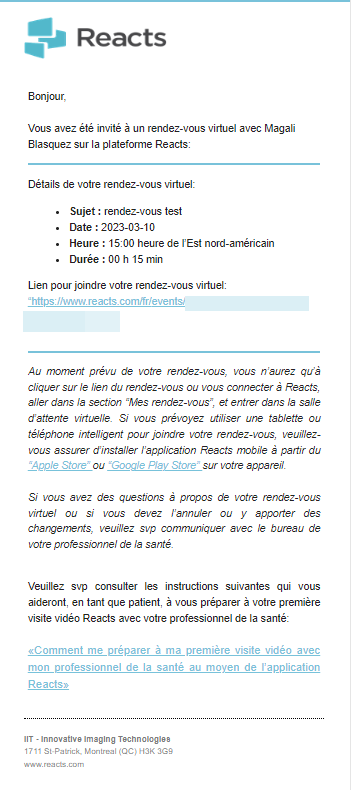 Reacts
Bonjour,
Vous avez été invité à un rendez-vous virtuel avec Magali
Blasquez sur la plateforme Reacts:
Détails de votre rendez-vous virtuel:
• Sujet : rendez-vous test
• Date : 2023-03-10
• Heure : 15:00 heure de l'Est nord-américain
• Durée : 00 h 15 min
Lien pour joindre votre rendez-vous virtuel:
"https://www.reacts.com/fr/events/
Au moment prévu de votre rendez-vous, vous n'aurez qu'à
cliquer sur le lien du rendez-vous ou vous connecter à Reacts,
aller dans la section "Mes rendez-vous", et entrer dans la salle
d'attente virtuelle. Si vous prévoyez utiliser une tablette ou
téléphone intelligent pour joindre votre rendez-vous, veuillez-
vous assurer d'installer l'application Reacts mobile à partir du
"Apple Store" ou "Google Play Store" sur votre appareil.
Si vous avez des questions à propos de votre rendez-vous
virtuel ou si vous devez l'annuler ou y apporter des
changements, veuillez svp communiquer avec le bureau de
votre professionnel de la santé.
Veuillez svp consulter les instructions suivantes qui vous
aideront, en tant que patient, à vous préparer à votre première
visite vidéo Reacts avec votre professionnel de la santé:
«Comment me préparer à ma première visite vidéo avec
mon professionnel de la santé au moyen de l'application
Reacts»
IIT - Innovative Imaging Technologies
1711 St-Patrick, Montreal (QC) H3K 3G9
www.reacts.com